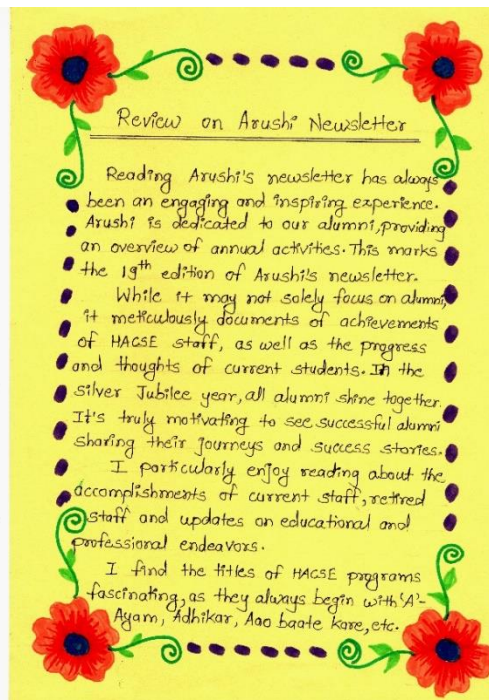 Review on Arushi Newsletter
Reading Arushi's newsletter has always
been an engaging and inspiring experience.
Arushi is dedicated to our alumni, providing
an overview of annual activities. This marks
the 19th edition of Arushi's newsletter.
While it may not solely focus on alumni,
it meticulously documents of achievements
of HACSE staff, as well as the progress
and thoughts of current students. In the
silver Jubilee year, all alumni shine together.
It's truly motivating to see successful alumni
sharing their journeys and success stories.
I particularly enjoy reading about the
accomplishments of current staff, retired
staff and updates on educational and
professional endeavors.
I find the titles of HACSE programs
fascinating, as they always begin with 'A'-
Ayam, Adhikar, Aao baate kare, etc.